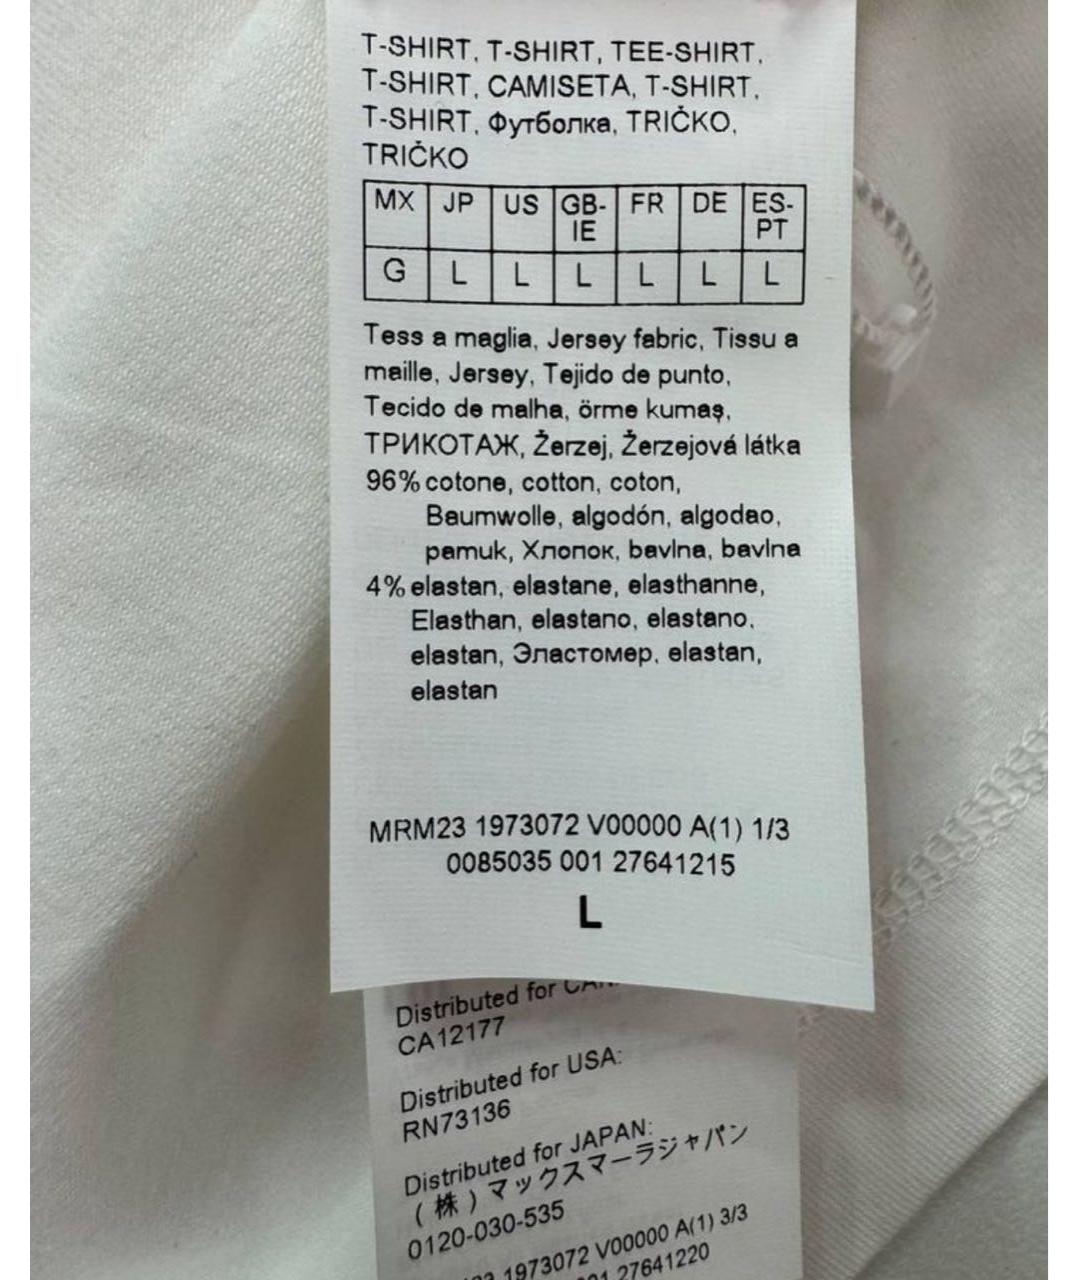 T-SHIRT, T-SHIRT, TEE-SHIRT,
T-SHIRT, CAMISETA, T-SHIRT,
T-SHIRT, Футболка, TRIČKO,
TRIČKO
MX JP US GB-IE FR DE ES-PT
G L L L L L L
Tess a maglia, Jersey fabric, Tissu a
maille, Jersey, Tejido de punto,
Tecido de malha, örme kumaş,
ТРИКОТАЖ, Žerzej, Žerzejová látka
96% cotone, cotton, coton,
Baumwolle, algodón, algodao,
pamuk, Хлопок, bavlna, bavlna
4% elastan, elastane, elasthanne,
Elasthan, elastano, elastano,
elastan, Эластомер, elastan,
elastan
MRM23 1973072 V00000 A(1) 1/3
0085035 001 27641215
L
Distributed for
CA12177
Distributed for USA:
RN73136
Distributed for JAPAN:
(株)マックスマーラジャパン
0120-030-535
1973072 V00000 A(1) 3/3
27641220